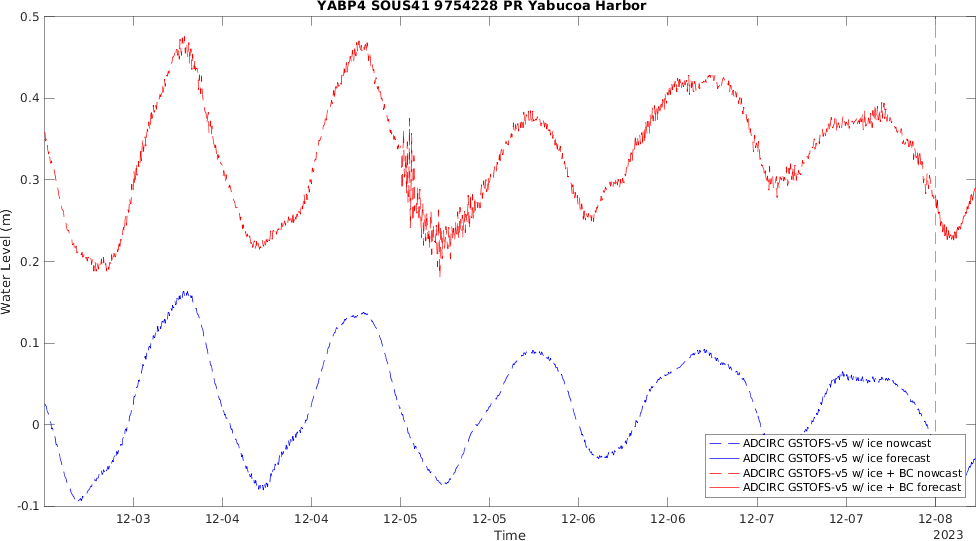 YABP4 SOUS41 9754228 PR Yabucoa Harbor
0.5
0.4
0.3
0.2
0.1
0
-0.1
Water Level (m)
12-03
12-04
12-04
12-05
12-05
12-06
12-06
12-07
12-07
12-08
2023
Time
ADCIRC GSTOFS-v5 w/ ice nowcast
ADCIRC GSTOFS-v5 w/ ice forecast
ADCIRC GSTOFS-v5 w/ ice + BC nowcast
ADCIRC GSTOFS-v5 w/ ice + BC forecast